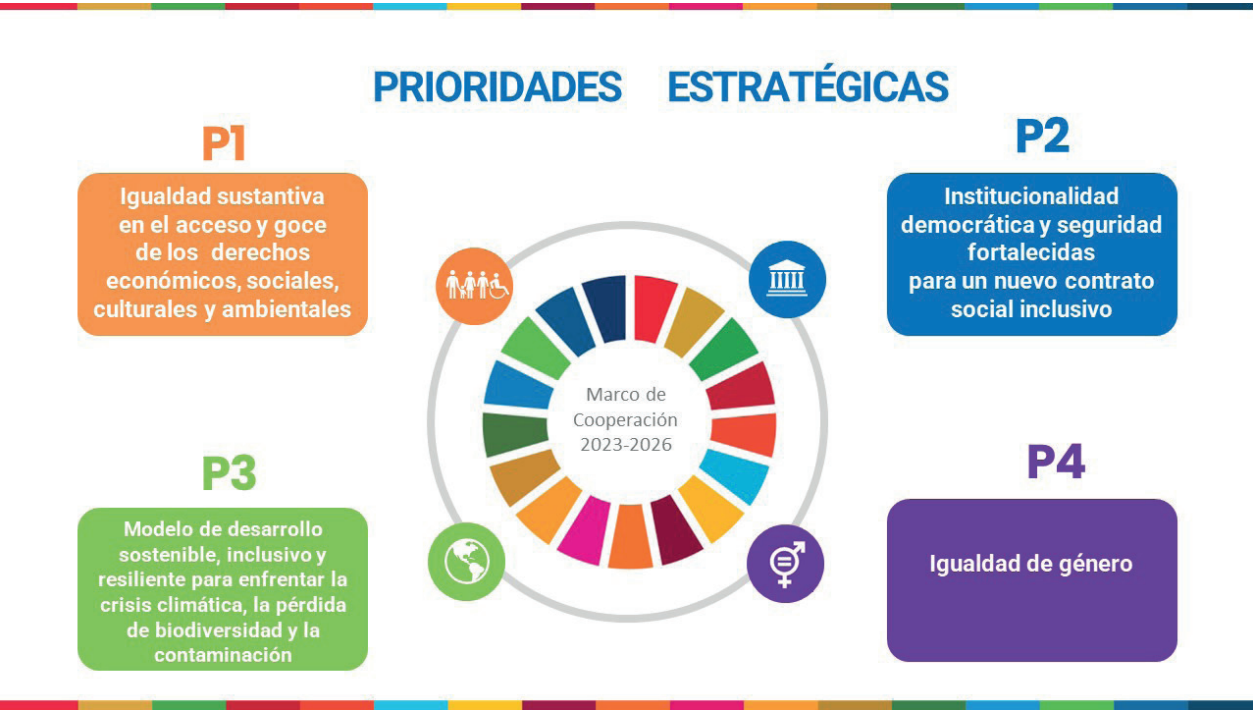 PRIORIDADES ESTRATÉGICAS
P1
Igualdad sustantiva
en el acceso y goce
de los derechos
económicos, sociales,
culturales y ambientales
P2
Institucionalidad
democrática y seguridad
fortalecidas
para un nuevo contrato
social inclusivo
Marco de
Cooperación
2023-2026
P3
Modelo de desarrollo
sostenible, inclusivo y
resiliente para enfrentar la
crisis climática, la pérdida
de biodiversidad y la
contaminación
P4
Igualdad de género